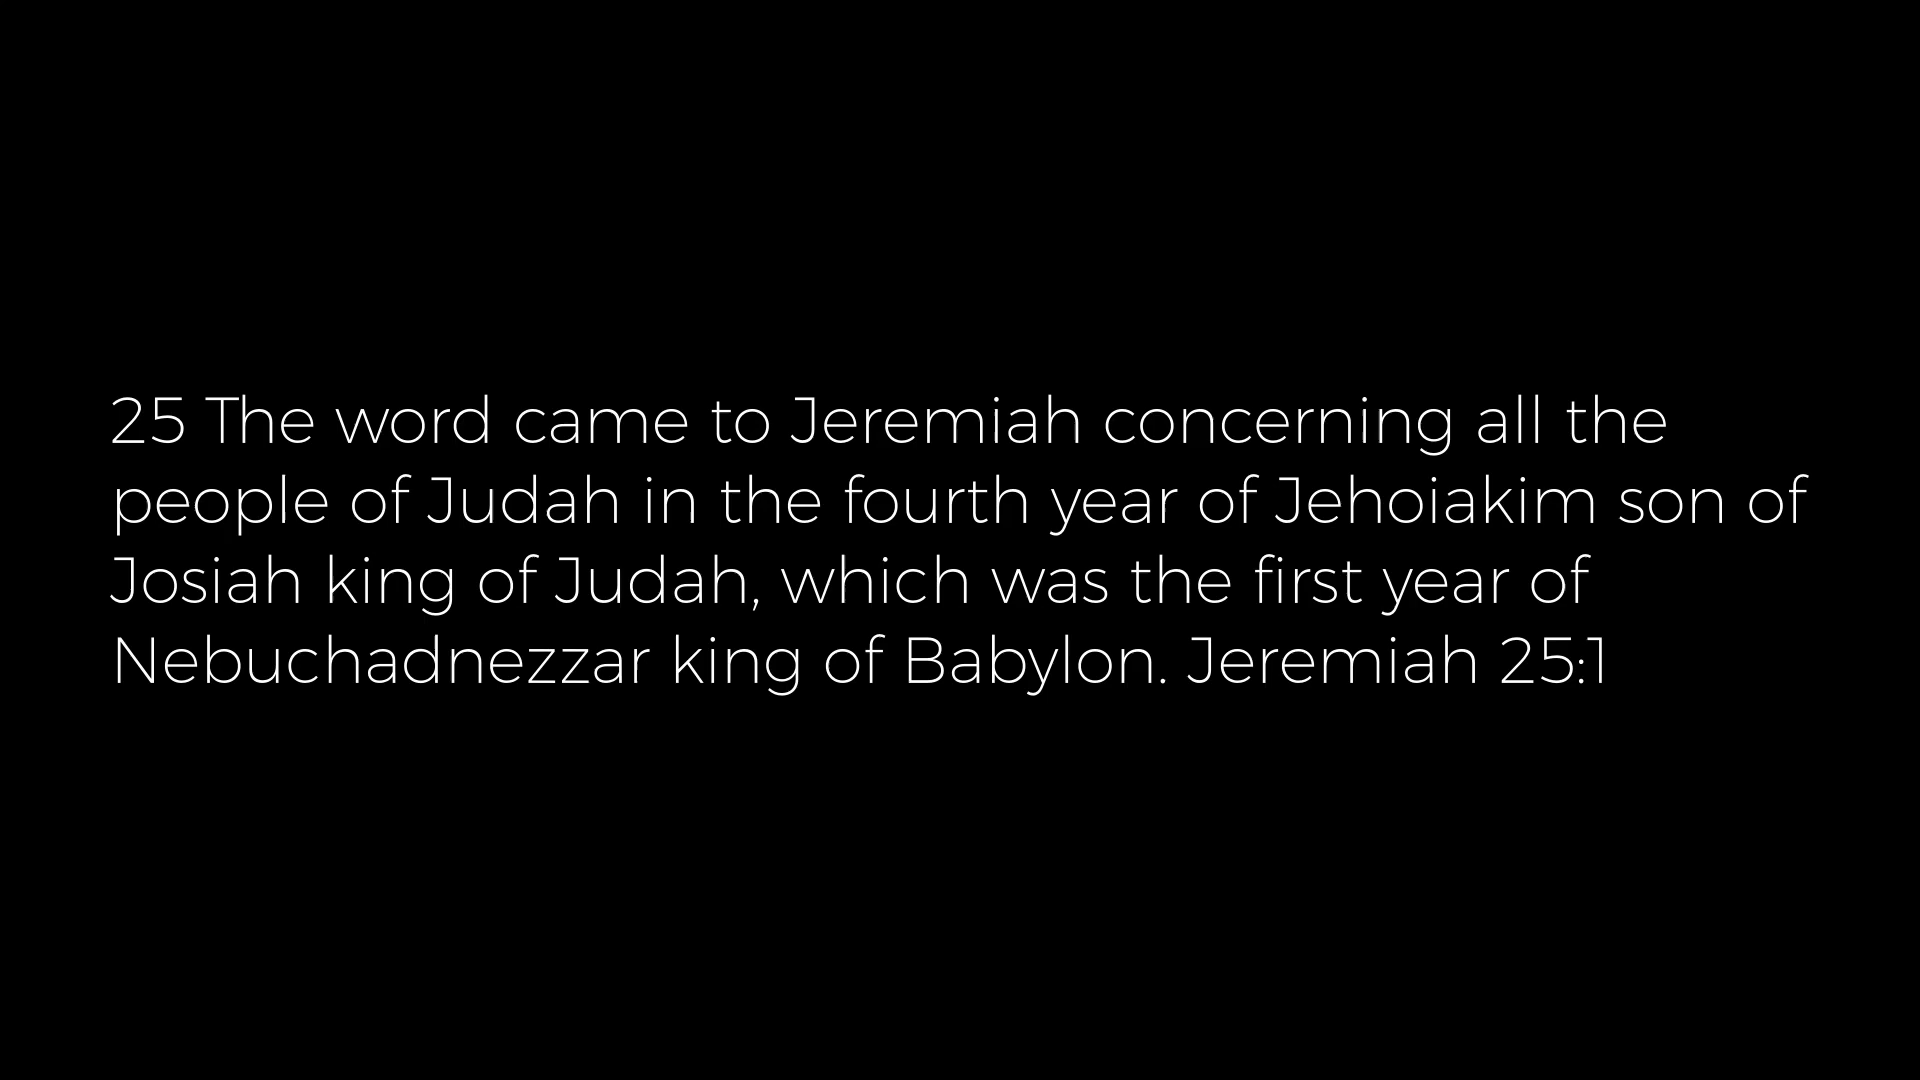 25 The word came to Jeremiah concerning all the
people of Judah in the fourth year of Jehoiakim son of
Josiah king of Judah, which was the first year of
Nebuchadnezzar king of Babylon. Jeremiah 25:1